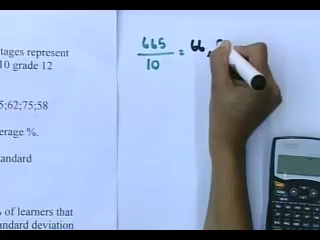 tages represent
10 grade 12
5;62;75;58
erage %.
andard
% of learners that
andard deviation
665
10
= 66,